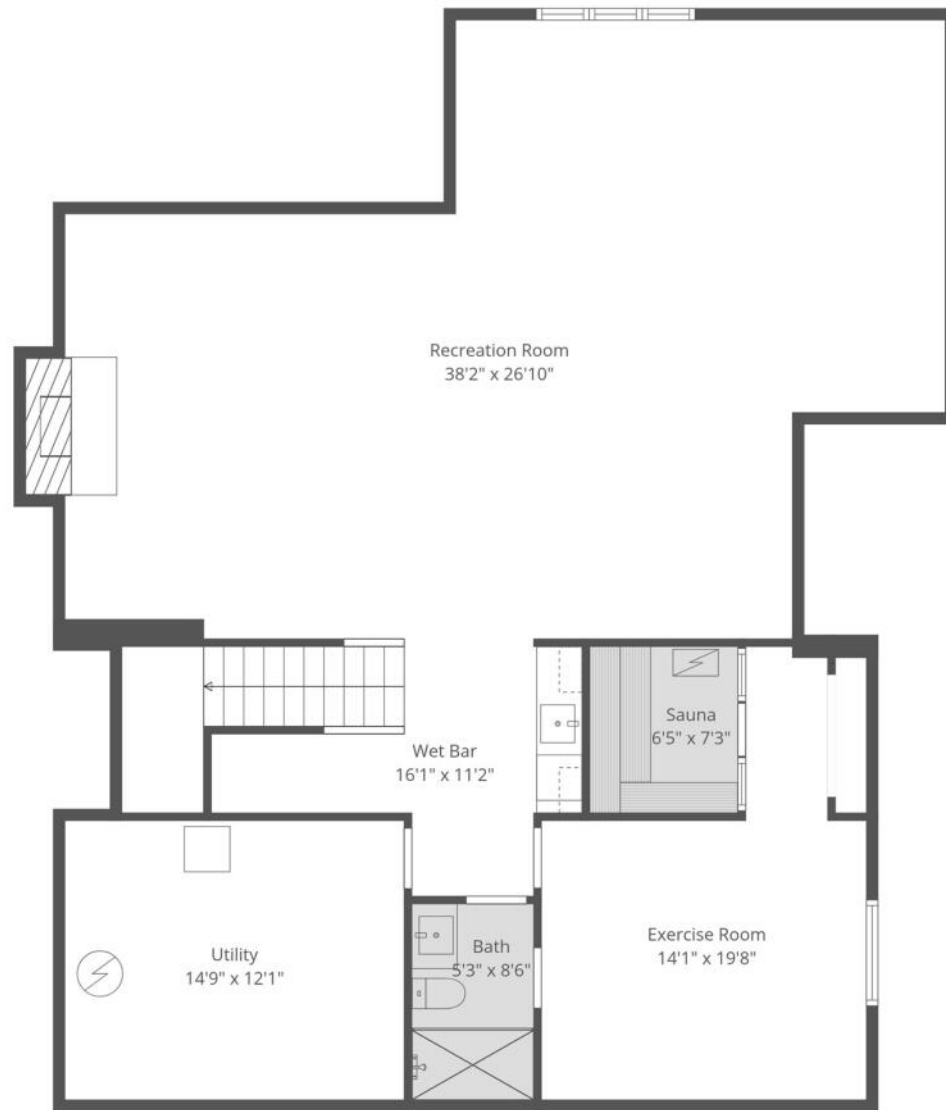 Recreation Room
38'2" x 26'10"
Sauna
6'5" x 7'3"
Wet Bar
16'1" x 11'2"
Utility
14'9" x 12'1"
Bath
5'3" x 8'6"
Exercise Room
14'1" x 19'8"